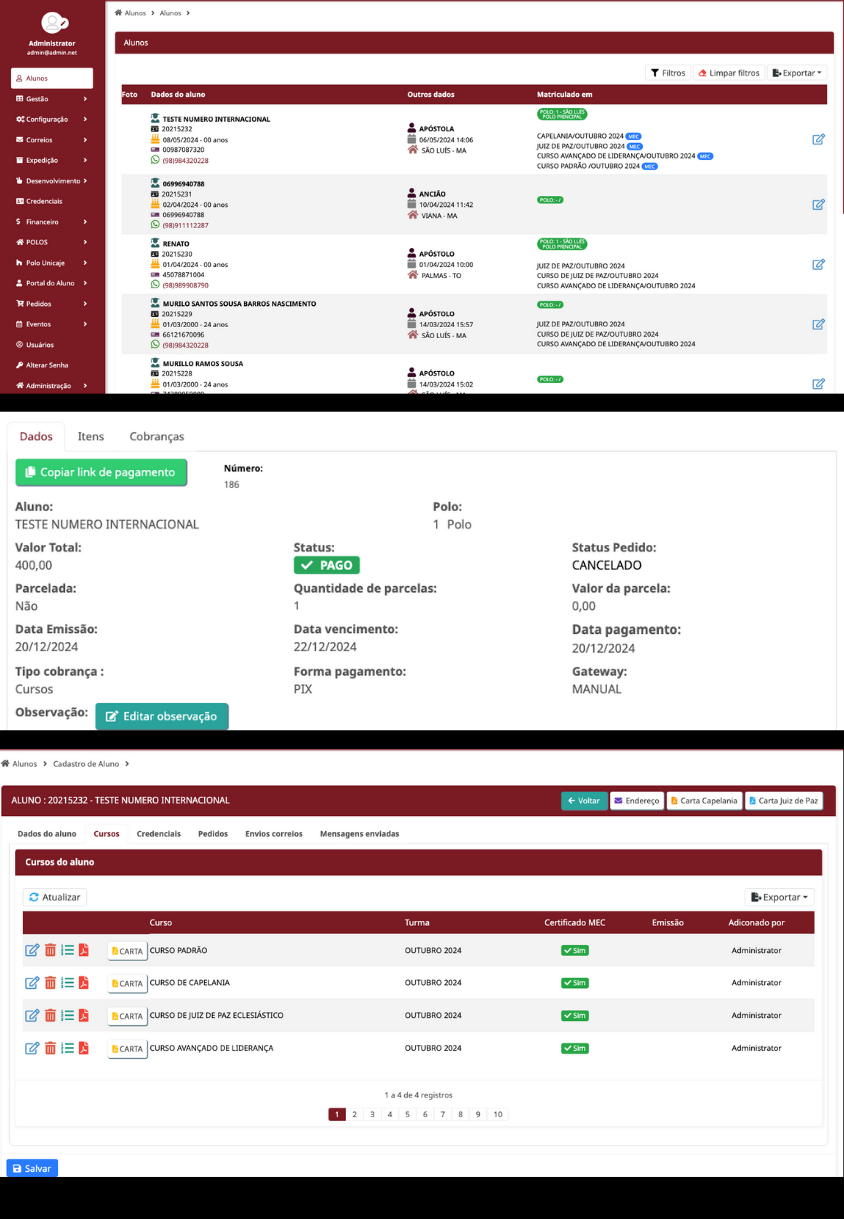 Alunos > Alunos >
Administrator
admin@admin.net
Alunos
Gestão
Configuração
Correios
Expedição
Desenvolvimento
Credenciais
Financeiro
POLOS
Polo Unicaje
Portal do Aluno
Pedidos
Eventos
Usuários
Alterar Senha
Administração
Alunos
Filtros Limpar filtros Exportar
Foto Dados do aluno Outros dados Matriculado em
TESTE NUMERO INTERNACIONAL
20215232
08/05/2024 - 00 anos
00987087320
(98)984320228
APÓSTOLA
06/05/2024 14:06
SÃO LUÍS - MA
POLO: 1 - SÃO LUÍS
POLO PRINCIPAL
CAPELANIA/OUTUBRO 2024 MEC
JUIZ DE PAZ/OUTUBRO 2024 MEC
CURSO AVANÇADO DE LIDERANÇA/OUTUBRO 2024 MEC
CURSO PADRÃO /OUTUBRO 2024 MEC
06996940788
20215231
02/04/2024 - 00 anos
06996940788
(98)911112287
ANCIÃO
10/04/2024 11:42
VIANA - MA
POLO: - /
RENATO
20215230
01/04/2024 - 00 anos
45078871004
(98)989908790
APÓSTOLO
01/04/2024 10:00
PALMAS - TO
POLO: 1 - SÃO LUÍS
POLO PRINCIPAL
JUIZ DE PAZ/OUTUBRO 2024
CURSO DE JUIZ DE PAZ/OUTUBRO 2024
CURSO AVANÇADO DE LIDERANÇA/OUTUBRO 2024
MURILO SANTOS SOUSA BARROS NASCIMENTO
20215229
01/03/2000 - 24 anos
66121670096
(98)984320228
APÓSTOLO
14/03/2024 15:57
SÃO LUÍS - MA
POLO: - /
JUIZ DE PAZ/OUTUBRO 2024
CURSO DE JUIZ DE PAZ/OUTUBRO 2024
CURSO AVANÇADO DE LIDERANÇA/OUTUBRO 2024
MURILLO RAMOS SOUSA
20215228
01/03/2000 - 24 anos
APÓSTOLO
14/03/2024 15:02
POLO: - /
Dados Itens Cobranças
Copiar link de pagamento
Número:
186
Aluno: Polo:
TESTE NUMERO INTERNACIONAL 1 Polo
Valor Total: Status: Status Pedido:
400,00 PAGO CANCELADO
Parcelada: Quantidade de parcelas: Valor da parcela:
Não 1 0,00
Data Emissão: Data vencimento: Data pagamento:
20/12/2024 22/12/2024 20/12/2024
Tipo cobrança : Forma pagamento: Gateway:
Cursos PIX MANUAL
Observação: Editar observação
Alunos > Cadastro de Aluno >
ALUNO : 20215232 - TESTE NUMERO INTERNACIONAL
Voltar Endereço Carta Capelania Carta Juiz de Paz
Dados do aluno Cursos Credenciais Pedidos Envios correios Mensagens enviadas
Cursos do aluno
Atualizar Exportar
Curso Turma Certificado MEC Emissão Adiconado por
CARTA CURSO PADRÃO OUTUBRO 2024 Sim Administrator
CARTA CURSO DE CAPELANIA OUTUBRO 2024 Sim Administrator
CARTA CURSO DE JUIZ DE PAZ ECLESIÁSTICO OUTUBRO 2024 Sim Administrator
CARTA CURSO AVANÇADO DE LIDERANÇA OUTUBRO 2024 Sim Administrator
1 a 4 de 4 registros
1 2 3 4 5 6 7 8 9 10
Salvar